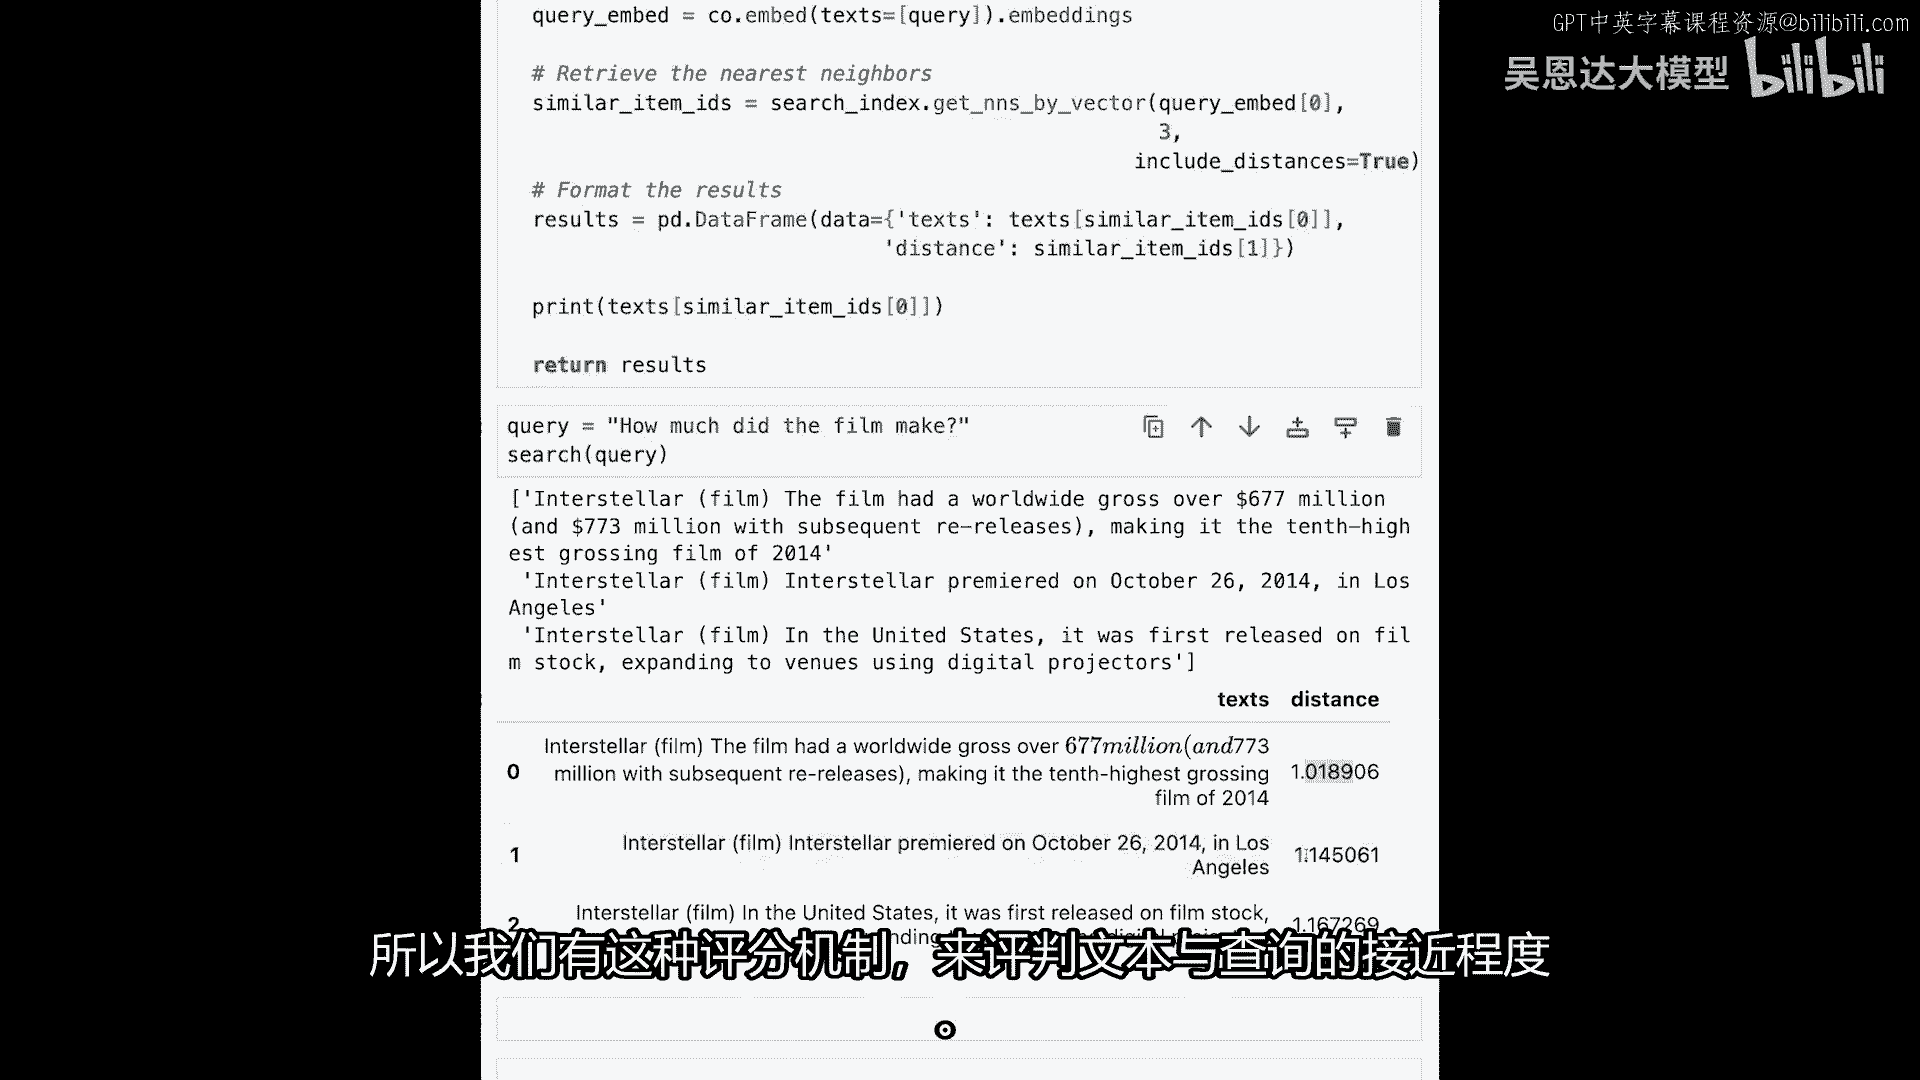 query_embed = co.embed(texts=[query]).embeddings
GPT中英字幕课程资源@bilibili.com
吴恩达大模型 bilibili
# Retrieve the nearest neighbors
similar_item_ids = search_index.get_nns_by_vector(query_embed[0],
3,
include_distances=True)
# Format the results
results = pd.DataFrame(data={'texts': texts[similar_item_ids[0]],
'distance': similar_item_ids[1]})
print(texts[similar_item_ids[0]])
return results
query = "How much did the film make?"
search(query)
['Interstellar (film) The film had a worldwide gross over $677 million
(and $773 million with subsequent re-releases), making it the tenth-high
est grossing film of 2014'
'Interstellar (film) Interstellar premiered on October 26, 2014, in Los
Angeles'
'Interstellar (film) In the United States, it was first released on fil
m stock, expanding to venues using digital projectors']
texts distance
Interstellar (film) The film had a worldwide gross over 677million(and773
0 million with subsequent re-releases), making it the tenth-highest grossing 1.018906
film of 2014
Interstellar (film) Interstellar premiered on October 26, 2014, in Los
1 1.145061
Angeles
Interstellar (film) In the United States, it was first released on film stock,
2 1.167269
所以我们有这种评分机制，来评判文本与查询的接近程度